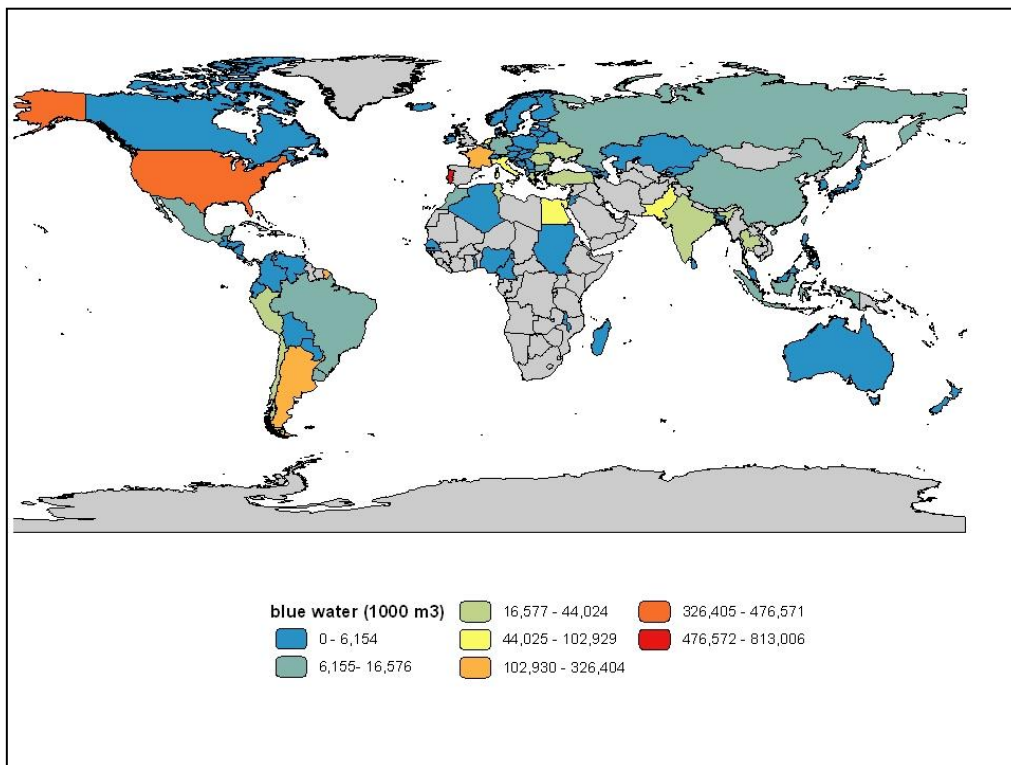 blue water (1000 m3)
0 - 6,154
6,155- 16,576
16,577 - 44,024
44,025 - 102,929
102,930 - 326,404
326,405 - 476,571
476,572 - 813,006